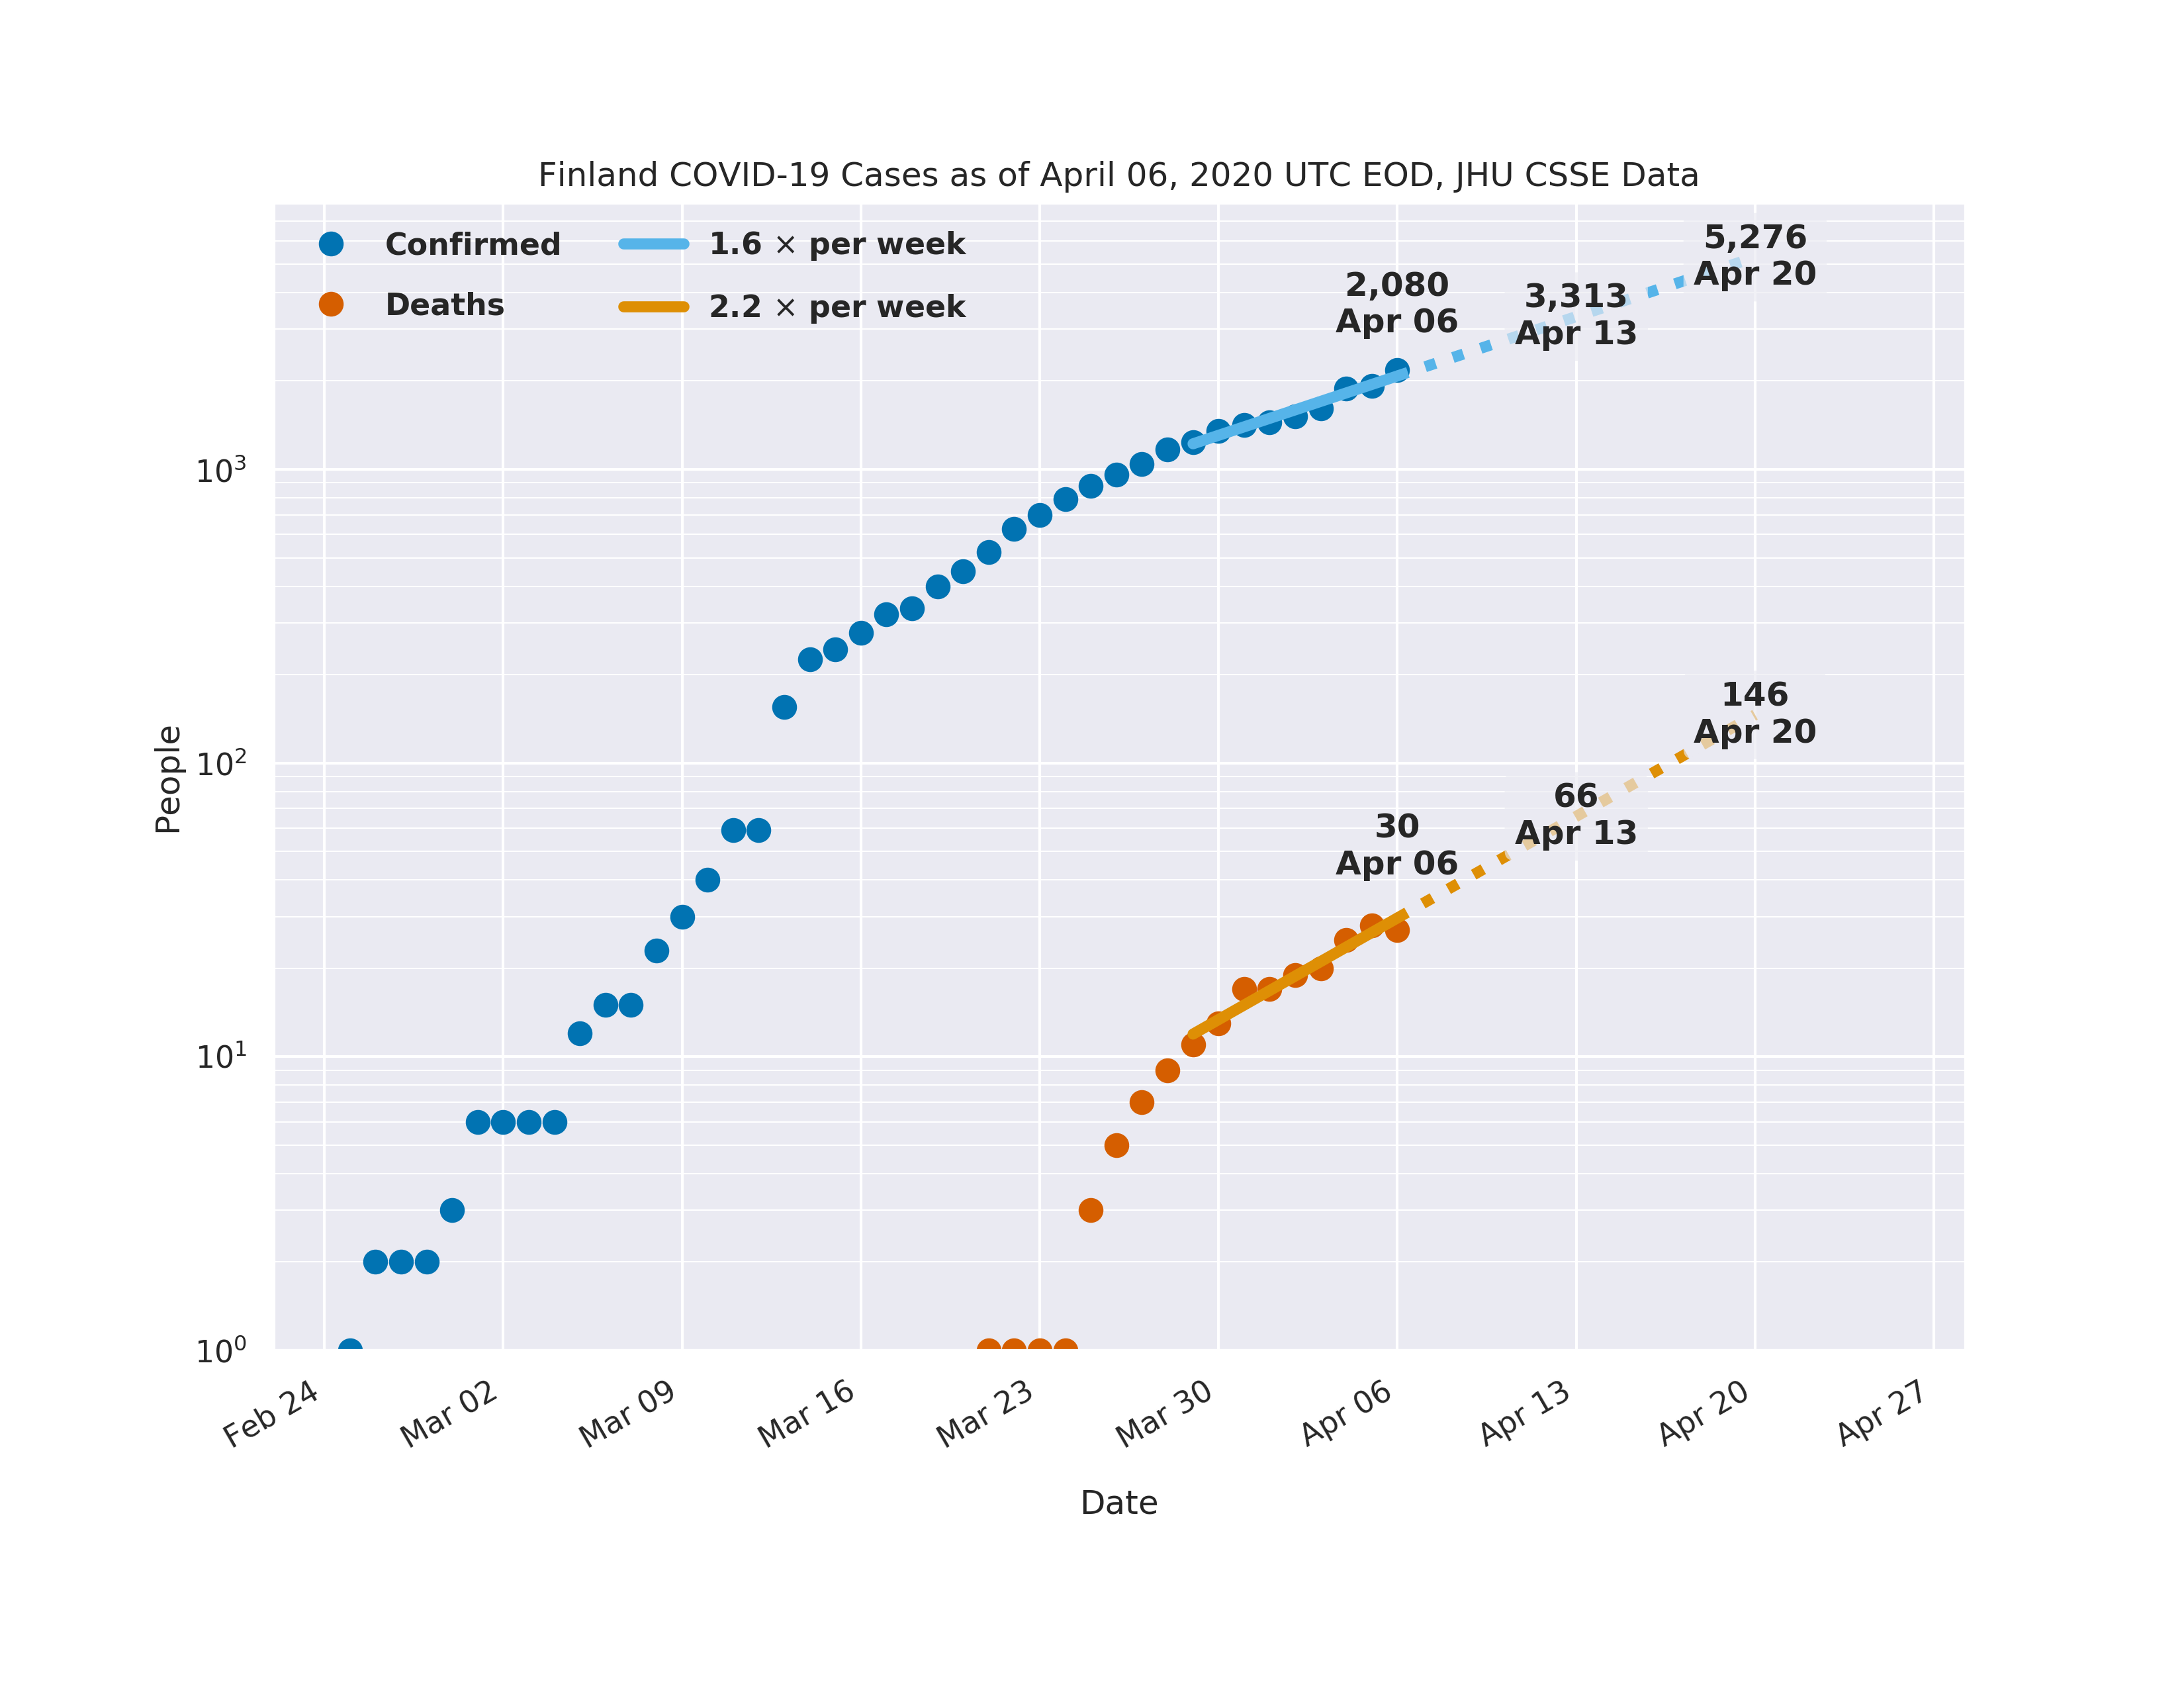 Finland COVID-19 Cases as of April 06, 2020 UTC EOD, JHU CSSE Data
Confirmed
Deaths
1.6 × per week
2.2 × per week
5,276
Apr 20
2,080
Apr 06
3,313
Apr 13
146
Apr 20
66
Apr 13
30
Apr 06
People
10³
10²
10¹
10⁰
Feb 24
Mar 02
Mar 09
Mar 16
Mar 23
Mar 30
Apr 06
Apr 13
Apr 20
Apr 27
Date